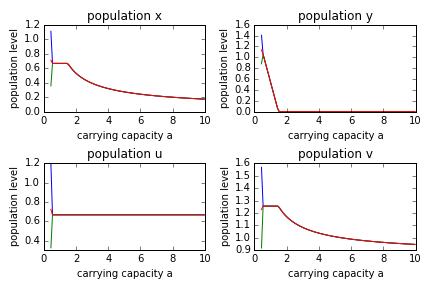 population x
population y
population level
1.2
1.0
0.8
0.6
0.4
0.2
0.0
0 2 4 6 8 10
carrying capacity a
population level
1.6
1.4
1.2
1.0
0.8
0.6
0.4
0.2
0.0
0 2 4 6 8 10
carrying capacity a
population u
population v
population level
1.2
1.0
0.8
0.6
0.4
0 2 4 6 8 10
carrying capacity a
population level
1.6
1.5
1.4
1.3
1.2
1.1
1.0
0.9
0 2 4 6 8 10
carrying capacity a